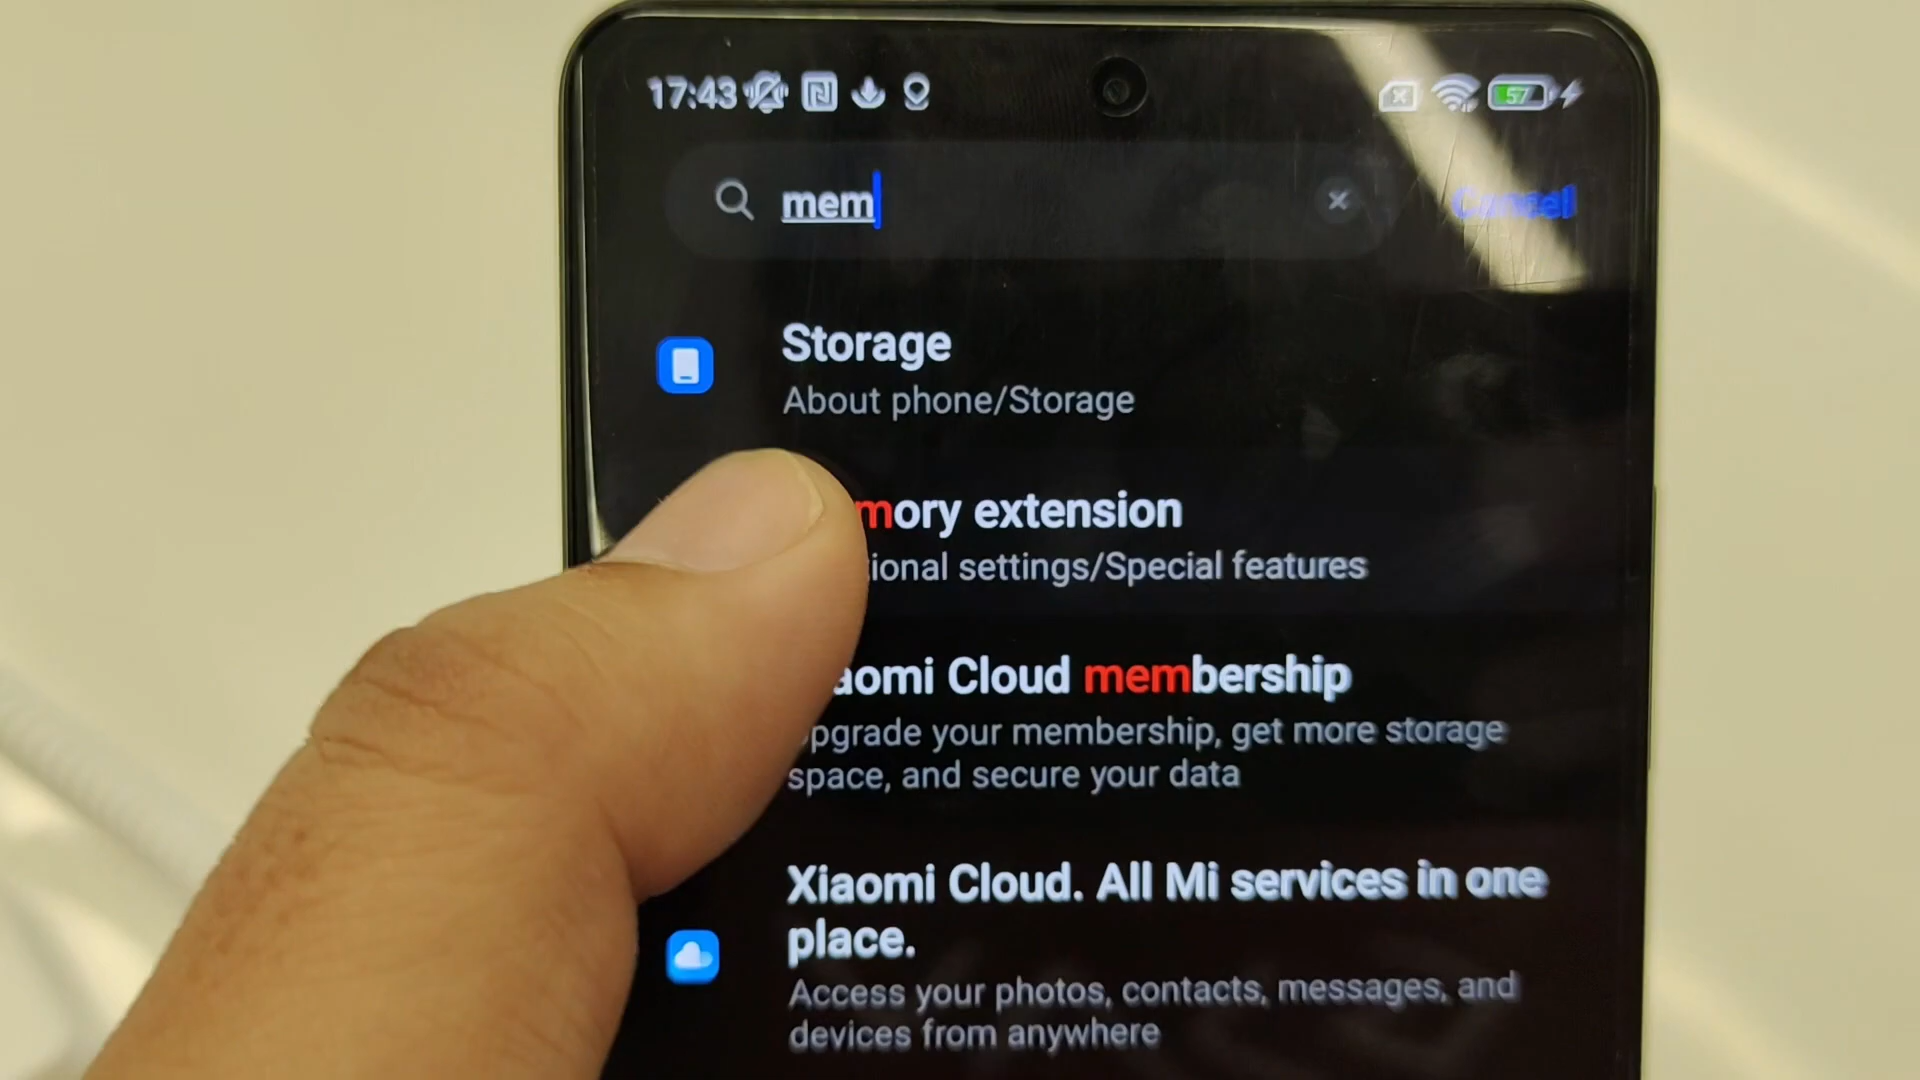 17:43
57
mem
Cancel
Storage
About phone/Storage
mory extension
ional settings/Special features
aomi Cloud membership
pgrade your membership, get more storage
space, and secure your data
Xiaomi Cloud. All Mi services in one
place.
Access your photos, contacts, messages, and
devices from anywhere